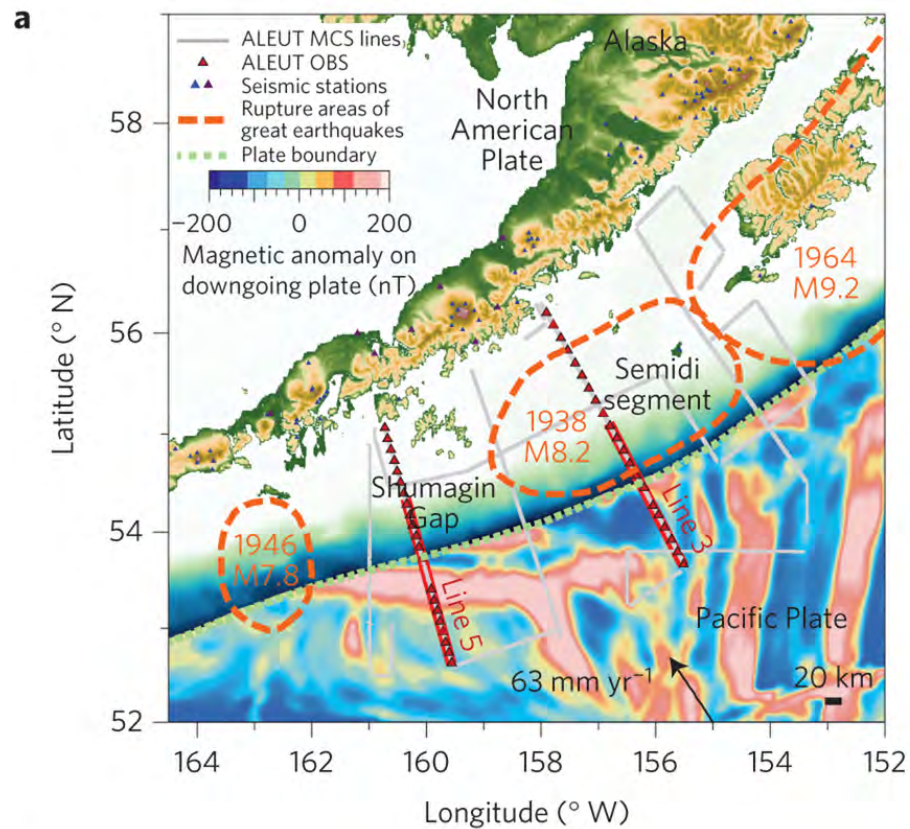 a
ALEUT MCS lines
ALEUT OBS
Seismic stations
Rupture areas of
great earthquakes
Plate boundary
−200 0 200
Magnetic anomaly on
downgoing plate (nT)
Alaska
North
American
Plate
1964
M9.2
Semidi
segment
1938
M8.2
Shumagin
Gap
1946
M7.8
Line 3
Line 5
Pacific Plate
63 mm yr⁻¹
20 km
58
56
54
52
Latitude (° N)
164 162 160 158 156 154 152
Longitude (° W)